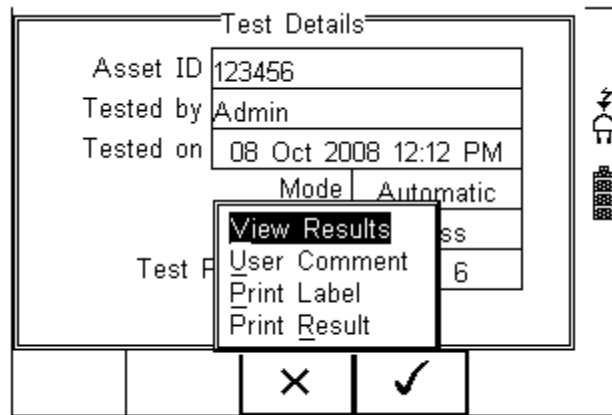 Test Details
Asset ID 123456
Tested by Admin
Tested on 08 Oct 2008 12:12 PM
Mode Automatic
View Results
User Comment
Test 6
Print Label
Print Result